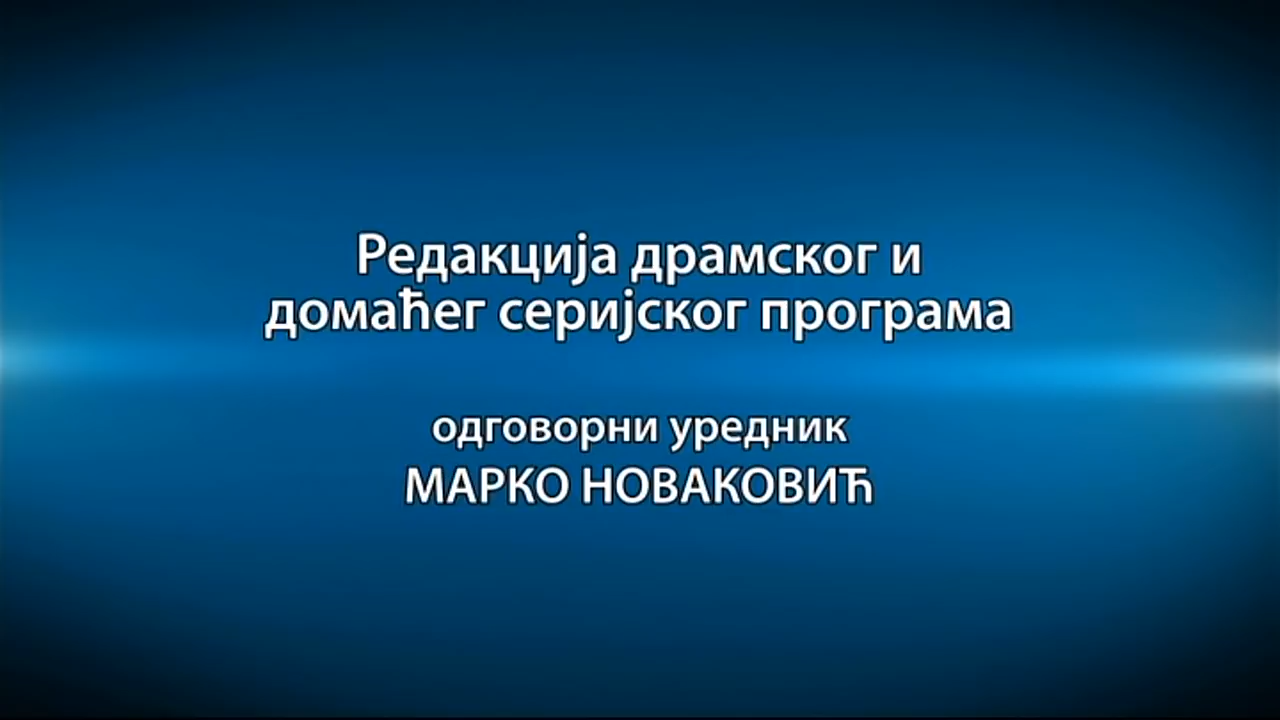 Редакција драмског и
домаћег серијског програма
одговорни уредник
МАРКО НОВАКОВИЋ